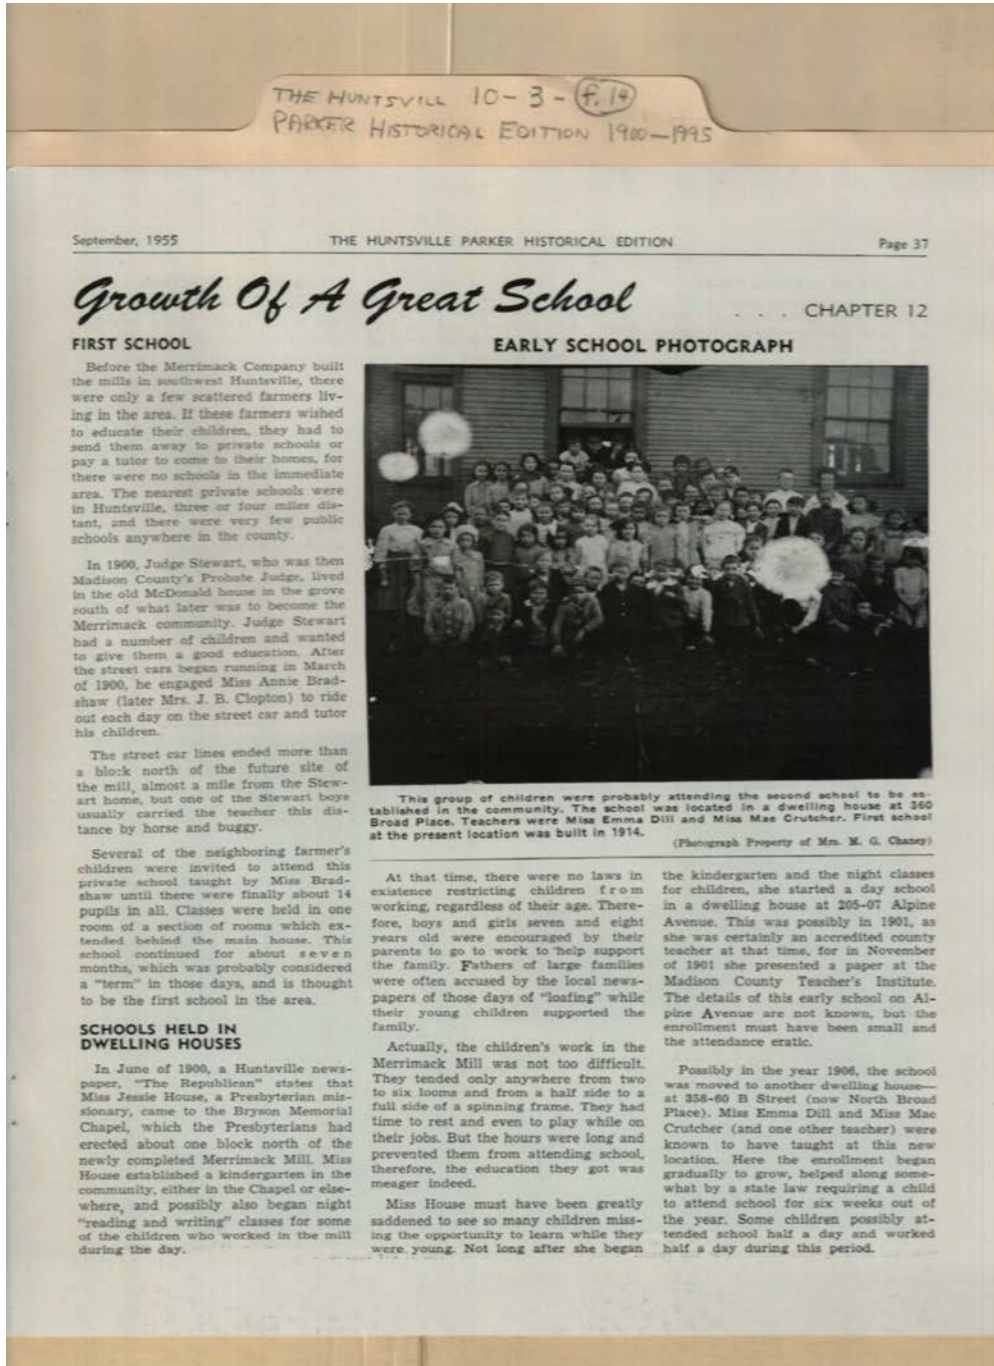 THE HUNTSVILL 10-3-f.14
PARKER HISTORICAL EDITION 1900-1995
September, 1955
THE HUNTSVILLE PARKER HISTORICAL EDITION
Page 37
Growth Of A Great School
. . . CHAPTER 12
FIRST SCHOOL
Before the Merrimack Company built
the mills in southwest Huntsville, there
were only a few scattered farmers liv-
ing in the area. If these farmers wished
to educate their children, they had to
send them away to private schools or
pay a tutor to come to their homes, for
there were no schools in the immediate
area. The nearest private schools were
in Huntsville, three or four miles dis-
tant, and there were very few public
schools anywhere in the county.
In 1900, Judge Stewart, who was then
Madison County's Probate Judge, lived
in the old McDonald house in the grove
south of what later was to become the
Merrimack community. Judge Stewart
had a number of children and wanted
to give them a good education. After
the street cars began running in March
of 1900, he engaged Miss Annie Brad-
shaw (later Mrs. J. B. Clopton) to ride
out each day on the street car and tutor
his children.
The street car lines ended more than
a block north of the future site of
the mill, almost a mile from the Stew-
art home, but one of the Stewart boys
usually carried the teacher this dis-
tance by horse and buggy.
Several of the neighboring farmer's
children were invited to attend this
private school taught by Miss Brad-
shaw until there were finally about 14
pupils in all. Classes were held in one
room of a section of rooms which ex-
tended behind the main house. This
school continued for about seven
months, which was probably considered
a "term" in those days, and is thought
to be the first school in the area.
SCHOOLS HELD IN
DWELLING HOUSES
In June of 1900, a Huntsville news-
paper, "The Republican" states that
Miss Jessie House, a Presbyterian mis-
sionary, came to the Bryson Memorial
Chapel, which the Presbyterians had
erected about one block north of the
newly completed Merrimack Mill. Miss
House established a kindergarten in the
community, either in the Chapel or else-
where, and possibly also began night
"reading and writing" classes for some
of the children who worked in the mill
during the day.
EARLY SCHOOL PHOTOGRAPH
This group of children were probably attending the second school to be es-
tablished in the community. The school was located in a dwelling house at 360
Broad Place. Teachers were Miss Emma Dill and Miss Mae Crutcher. First school
at the present location was built in 1914.
(Photograph Property of Mrs. M. G. Chaney)
At that time, there were no laws in
existence restricting children from
working, regardless of their age. There-
fore, boys and girls seven and eight
years old were encouraged by their
parents to go to work to help support
the family. Fathers of large families
were often accused by the local news-
papers of those days of "loafing" while
their young children supported the
family.
Actually, the children's work in the
Merrimack Mill was not too difficult.
They tended only anywhere from two
to six looms and from a half side to a
full side of a spinning frame. They had
time to rest and even to play while on
their jobs. But the hours were long and
prevented them from attending school,
therefore, the education they got was
meager indeed.
Miss House must have been greatly
saddened to see so many children miss-
ing the opportunity to learn while they
were young. Not long after she began
the kindergarten and the night classes
for children, she started a day school
in a dwelling house at 205-07 Alpine
Avenue. This was possibly in 1901, as
she was certainly an accredited county
teacher at that time, for in November
of 1901 she presented a paper at the
Madison County Teacher's Institute.
The details of this early school on Al-
pine Avenue are not known, but the
enrollment must have been small and
the attendance eratic.
Possibly in the year 1906, the school
was moved to another dwelling house—
at 358-60 B Street (now North Broad
Place). Miss Emma Dill and Miss Mae
Crutcher (and one other teacher) were
known to have taught at this new
location. Here the enrollment began
gradually to grow, helped along some-
what by a state law requiring a child
to attend school for six weeks out of
the year. Some children possibly at-
tended school half a day and worked
half a day during this period.